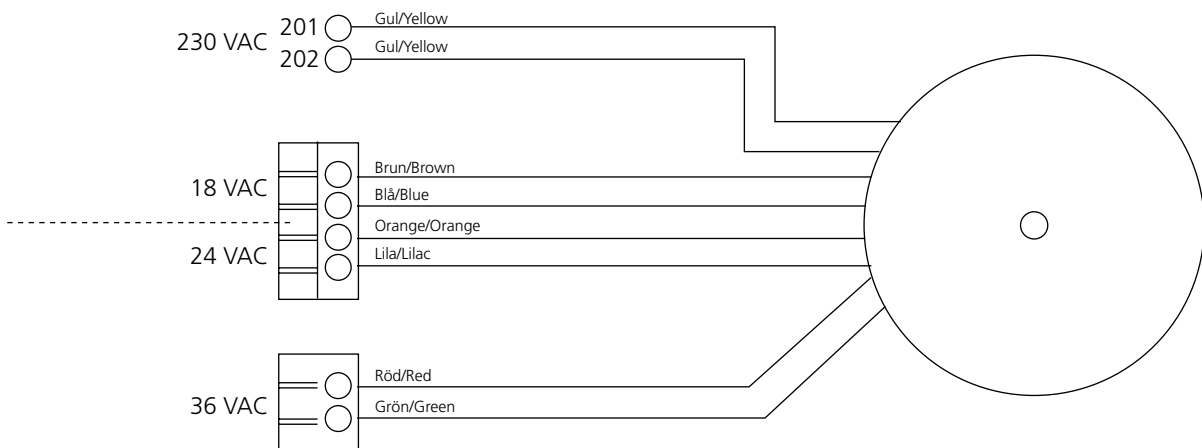 230 VAC
201
Gul/Yellow
202
Gul/Yellow
18 VAC
Brun/Brown
Blå/Blue
Orange/Orange
24 VAC
Lila/Lilac
36 VAC
Röd/Red
Grön/Green